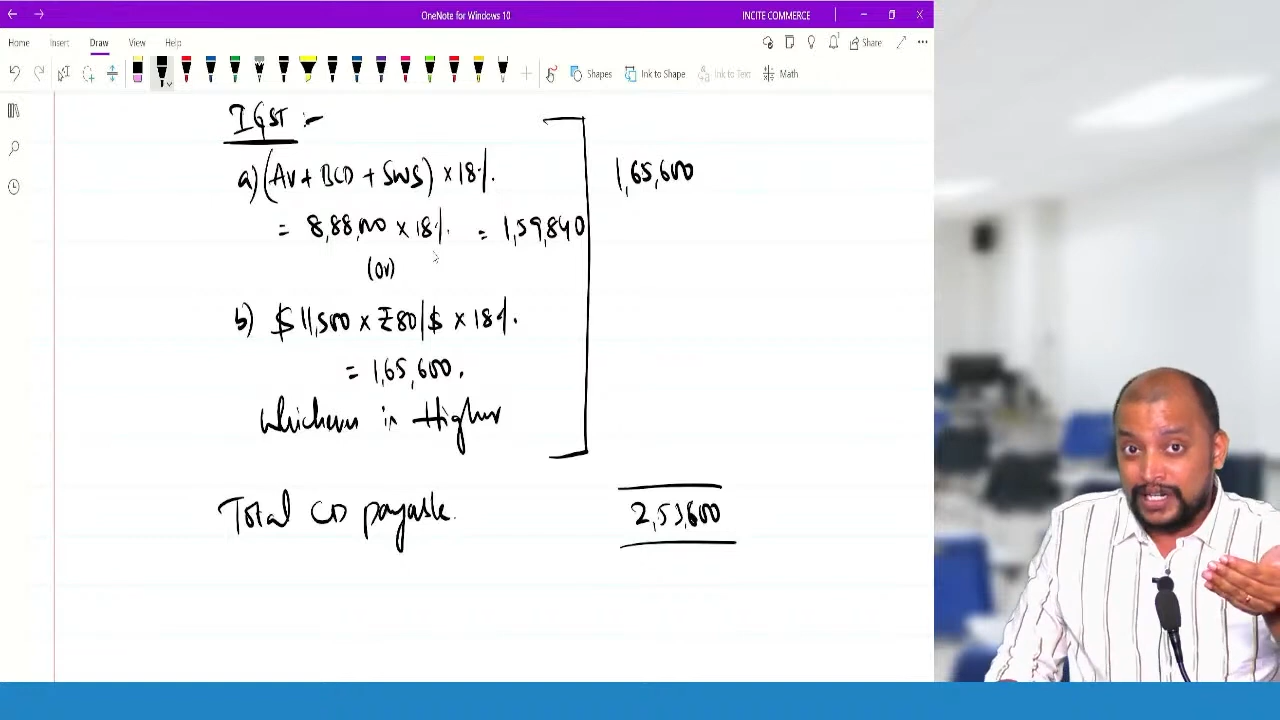 OneNote for Windows 10
INCITE COMMERCE
Home Insert Draw View Help
Share
Shapes Ink to Shape Ink to Text Math
IGST :-
a) (AV + BCD + SWS) × 18%.
1,65,600
= 8,88,000 × 18%. = 1,59,840
(or)
b) $ 11,500 × ₹80/$ × 18%.
= 1,65,600.
Whichever is Higher
Total CD payable.
2,53,600